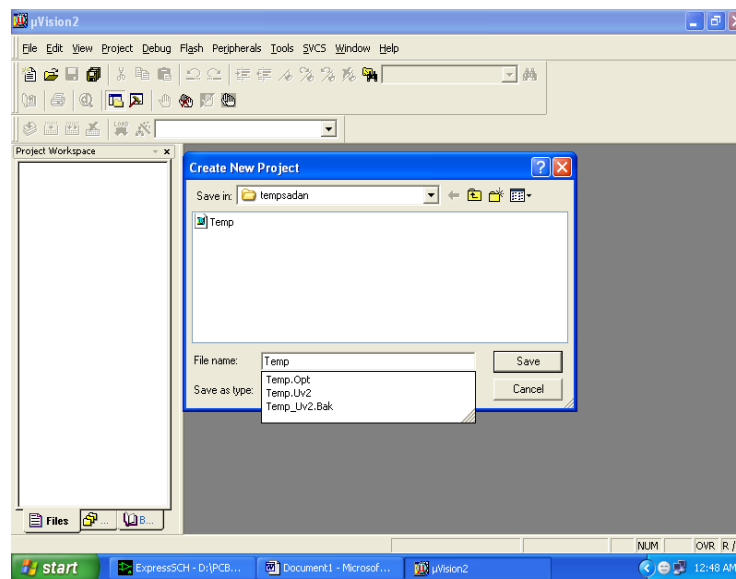 µVision2
File Edit View Project Debug Flash Peripherals Tools SVCS Window Help
Project Workspace
Create New Project
Save in: tempsadan
Temp
File name: Temp Save
Save as type: Cancel
Temp.Opt
Temp.Uv2
Temp_Uv2.Bak
Files ... B...
NUM OVR R/
start ExpressSCH - D:\PCB... Document1 - Microsof... µVision2 12:48 AM